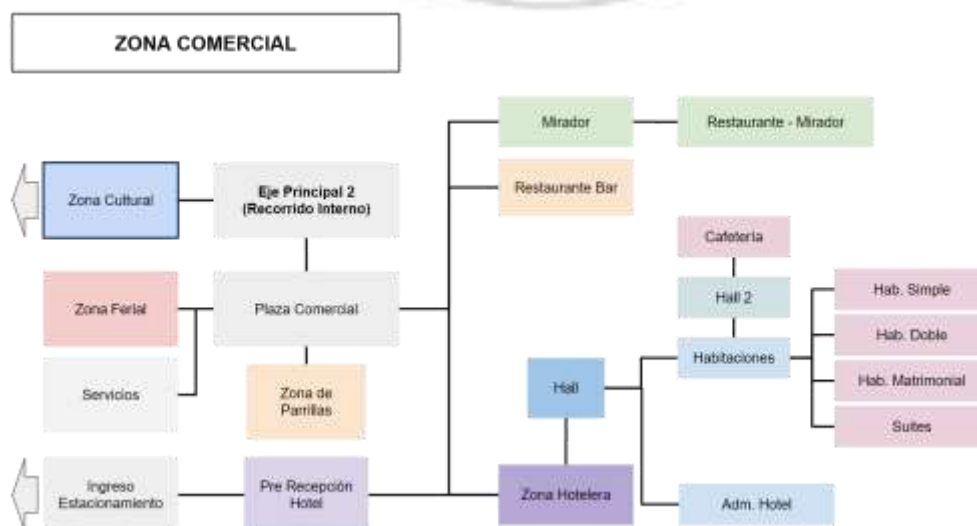 ZONA COMERCIAL
Mirador
Restaurante - Mirador
Zona Cultural
Eje Principal 2
(Recorrido Interno)
Restaurante Bar
Cafetería
Zona Ferial
Plaza Comercial
Hall 2
Hab. Simple
Hab. Doble
Habitaciones
Servicios
Zona de
Parrillas
Hall
Hab. Matrimonial
Suites
Ingreso
Estacionamiento
Pre Recepción
Hotel
Zona Hotelera
Adm. Hotel